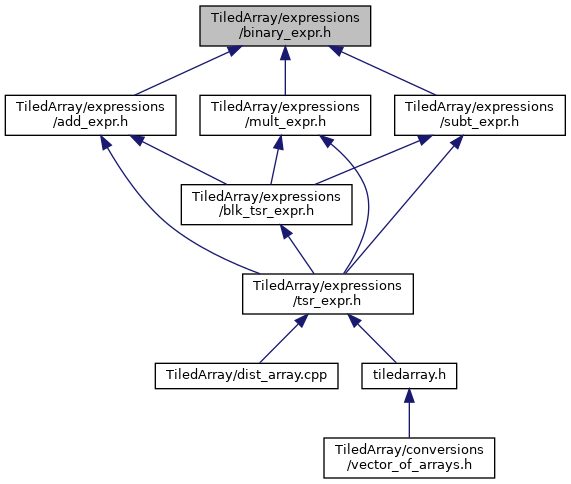 TiledArray/expressions
/binary_expr.h
TiledArray/expressions
/add_expr.h
TiledArray/expressions
/mult_expr.h
TiledArray/expressions
/subt_expr.h
TiledArray/expressions
/blk_tsr_expr.h
TiledArray/expressions
/tsr_expr.h
TiledArray/dist_array.cpp
tiledarray.h
TiledArray/conversions
/vector_of_arrays.h